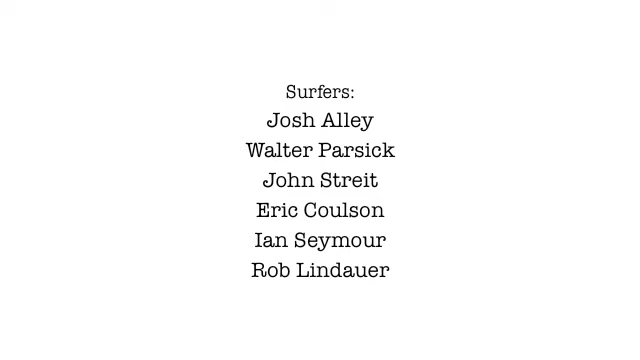 Surfers:
Josh Alley
Walter Parsick
John Streit
Eric Coulson
Ian Seymour
Rob Lindauer